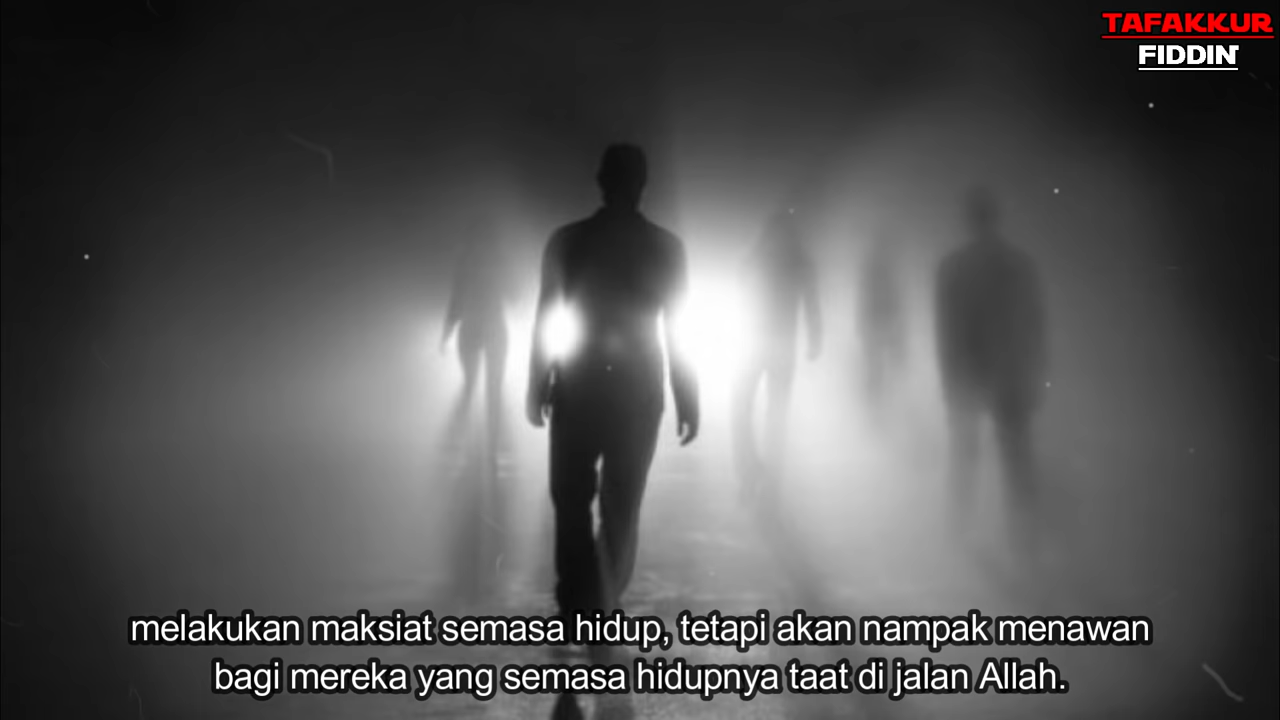 TAFAKKUR
FIDDIN
melakukan maksiat semasa hidup, tetapi akan nampak menawan
bagi mereka yang semasa hidupnya taat di jalan Allah.